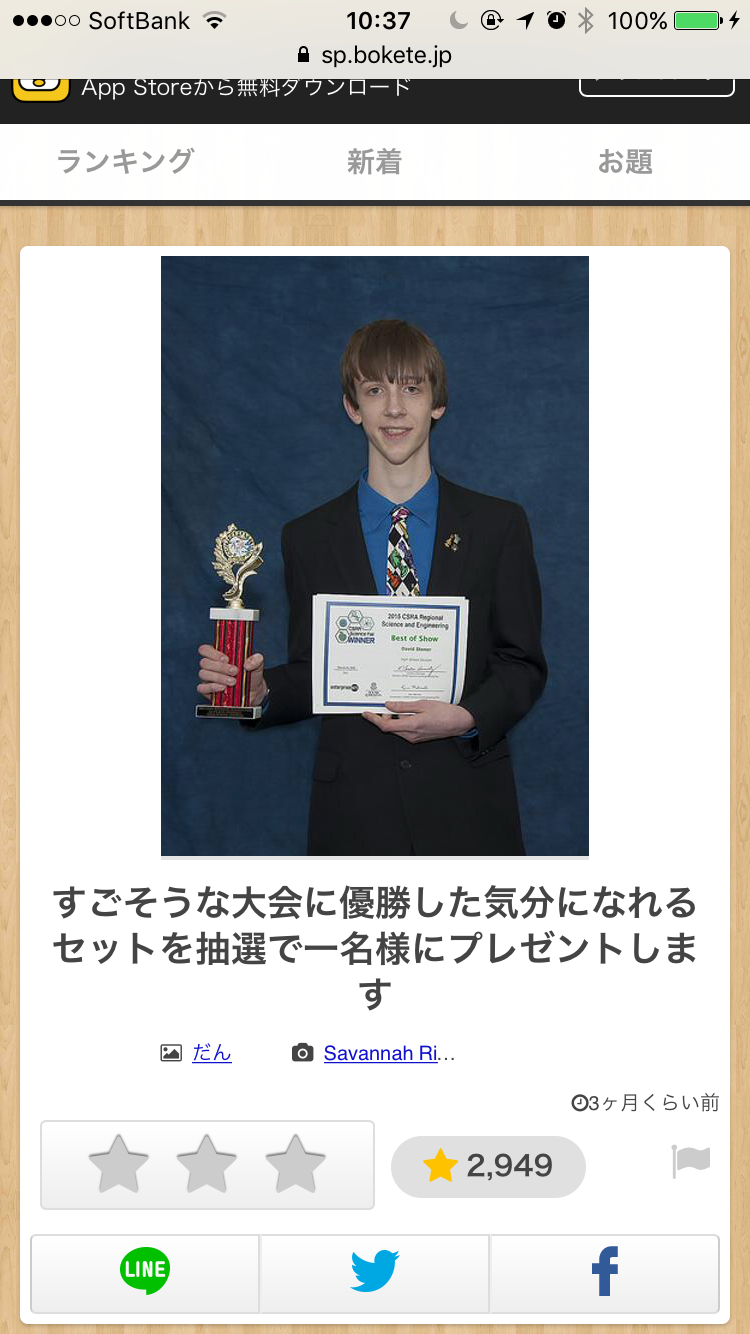 SoftBank 10:37 100%
sp.bokete.jp
App Storeから無料ダウンロード
ランキング 新着 お題
CSRA
Science Fair
WINNER
2015 CSRA Regional
Science and Engineering
Best of Show
David Stoner
High School Division
enterprise
すごそうな大会に優勝した気分になれる
セットを抽選で一名様にプレゼントしま
す
だん Savannah Ri…
3ヶ月くらい前
2,949
LINE